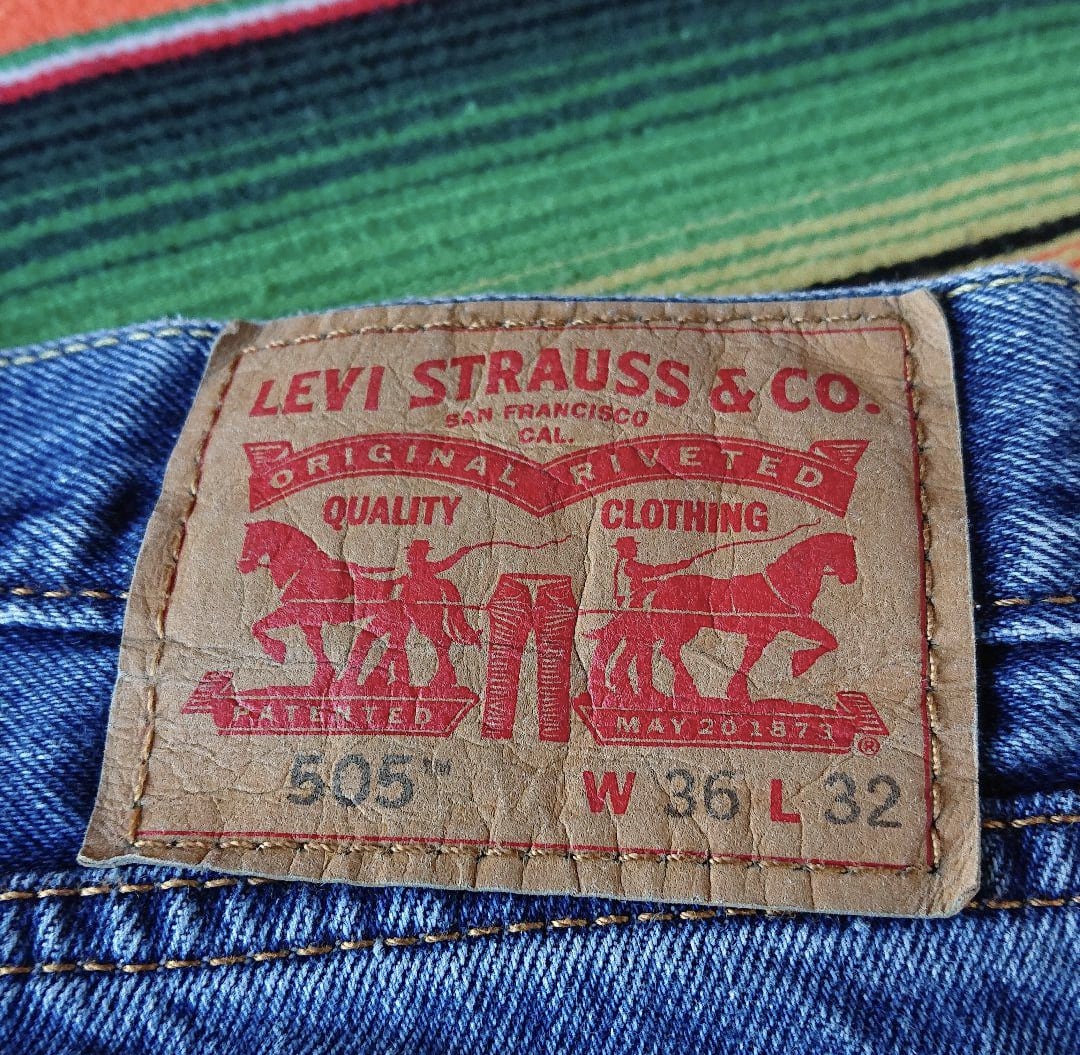 LEVI STRAUSS & CO.
SAN FRANCISCO
CAL.
ORIGINAL RIVETED
QUALITY CLOTHING
PATENTED MAY 20 1873 ®
505™ W 36 L 32